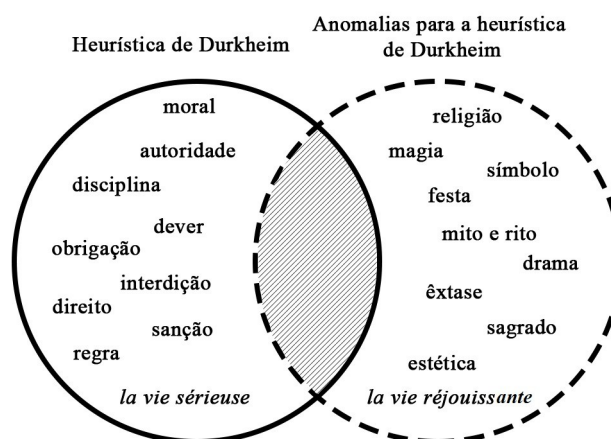 Heurística de Durkheim
Anomalias para a heurística
de Durkheim
moral
autoridade
disciplina
dever
obrigação
interdição
direito
sanção
regra
la vie sérieuse
religião
magia
símbolo
festa
mito e rito
drama
êxtase
sagrado
estética
la vie réjouissante